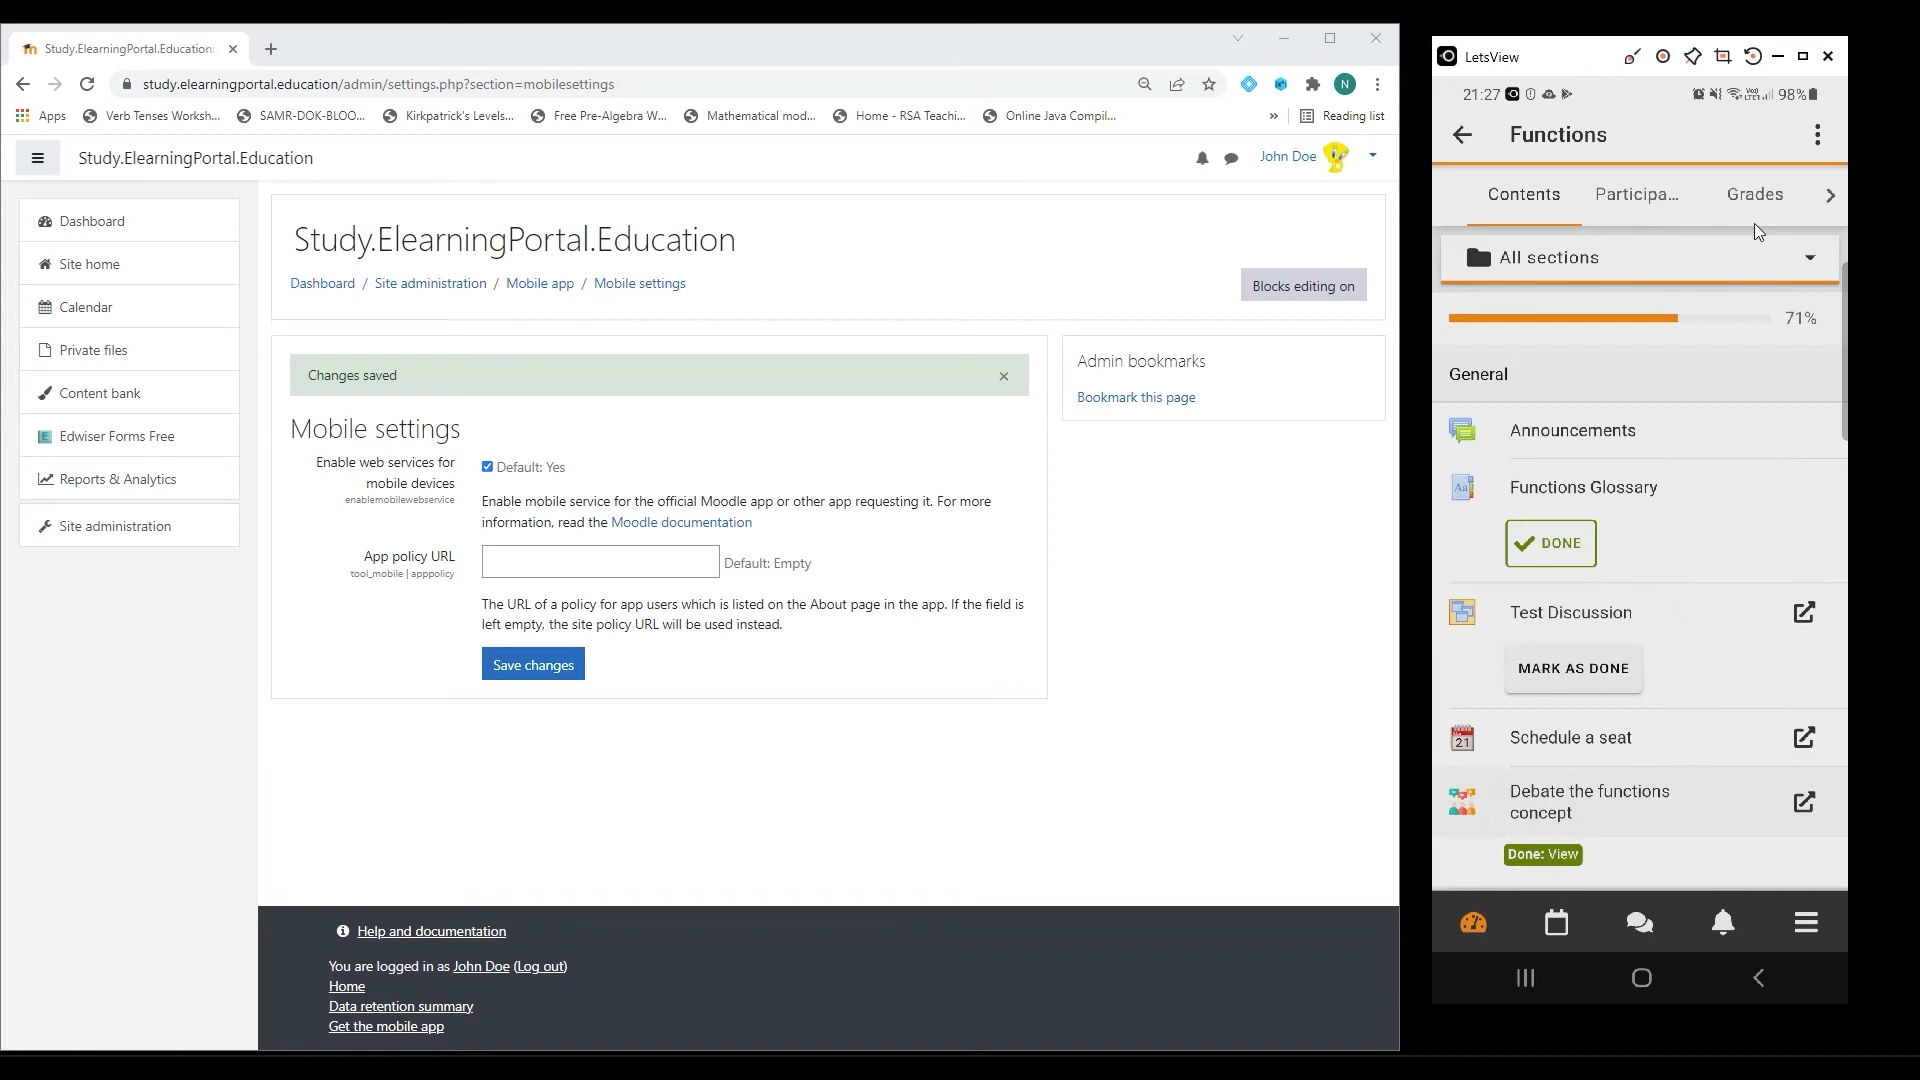 Study.ElearningPortal.Education:
study.elearningportal.education/admin/settings.php?section=mobilesettings
N
Apps
Verb Tenses Worksh...
SAMR-DOK-BLOO...
Kirkpatrick's Levels...
Free Pre-Algebra W...
Mathematical mod...
Home - RSA Teachi...
Online Java Compil...
»
Reading list
Study.ElearningPortal.Education
John Doe
Dashboard
Site home
Calendar
Private files
Content bank
Edwiser Forms Free
Reports & Analytics
Site administration
Study.ElearningPortal.Education
Dashboard / Site administration / Mobile app / Mobile settings
Blocks editing on
Changes saved
×
Mobile settings
Enable web services for
mobile devices
enablemobilewebservice
Default: Yes
Enable mobile service for the official Moodle app or other app requesting it. For more
information, read the Moodle documentation
App policy URL
tool_mobile | apppolicy
Default: Empty
The URL of a policy for app users which is listed on the About page in the app. If the field is
left empty, the site policy URL will be used instead.
Save changes
Admin bookmarks
Bookmark this page
Help and documentation
You are logged in as John Doe (Log out)
Home
Data retention summary
Get the mobile app
LetsView
21:27
98%
Functions
Contents
Participa...
Grades
All sections
71%
General
Announcements
Functions Glossary
DONE
Test Discussion
MARK AS DONE
21
Schedule a seat
Debate the functions
concept
Done: View